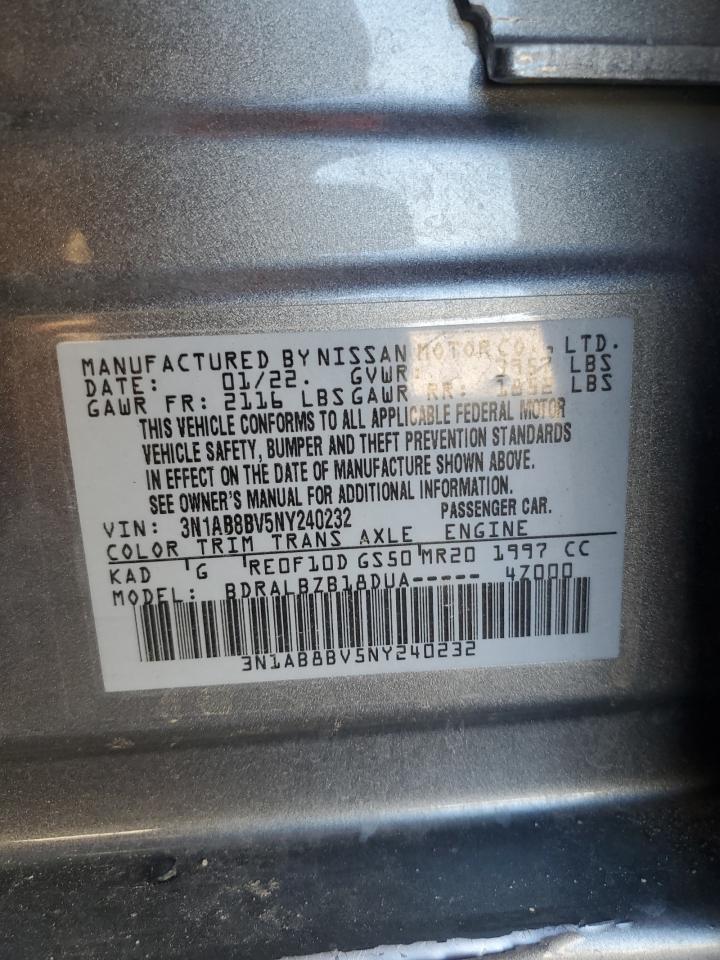 MANUFACTURED BY NISSAN MOTOR CO., LTD.
DATE: 01/22. GVWR: LBS
GAWR FR: 2116 LBS GAWR RR: LBS
THIS VEHICLE CONFORMS TO ALL APPLICABLE FEDERAL MOTOR
VEHICLE SAFETY, BUMPER AND THEFT PREVENTION STANDARDS
IN EFFECT ON THE DATE OF MANUFACTURE SHOWN ABOVE.
SEE OWNER'S MANUAL FOR ADDITIONAL INFORMATION.
VIN: 3N1AB8BV5NY240232 PASSENGER CAR.
COLOR TRIM TRANS AXLE ENGINE
KAD G RE0F10D GS50 MR20 1997 CC
MODEL: BDRALBZB18DUA----- 4Z000
3N1AB8BV5NY240232